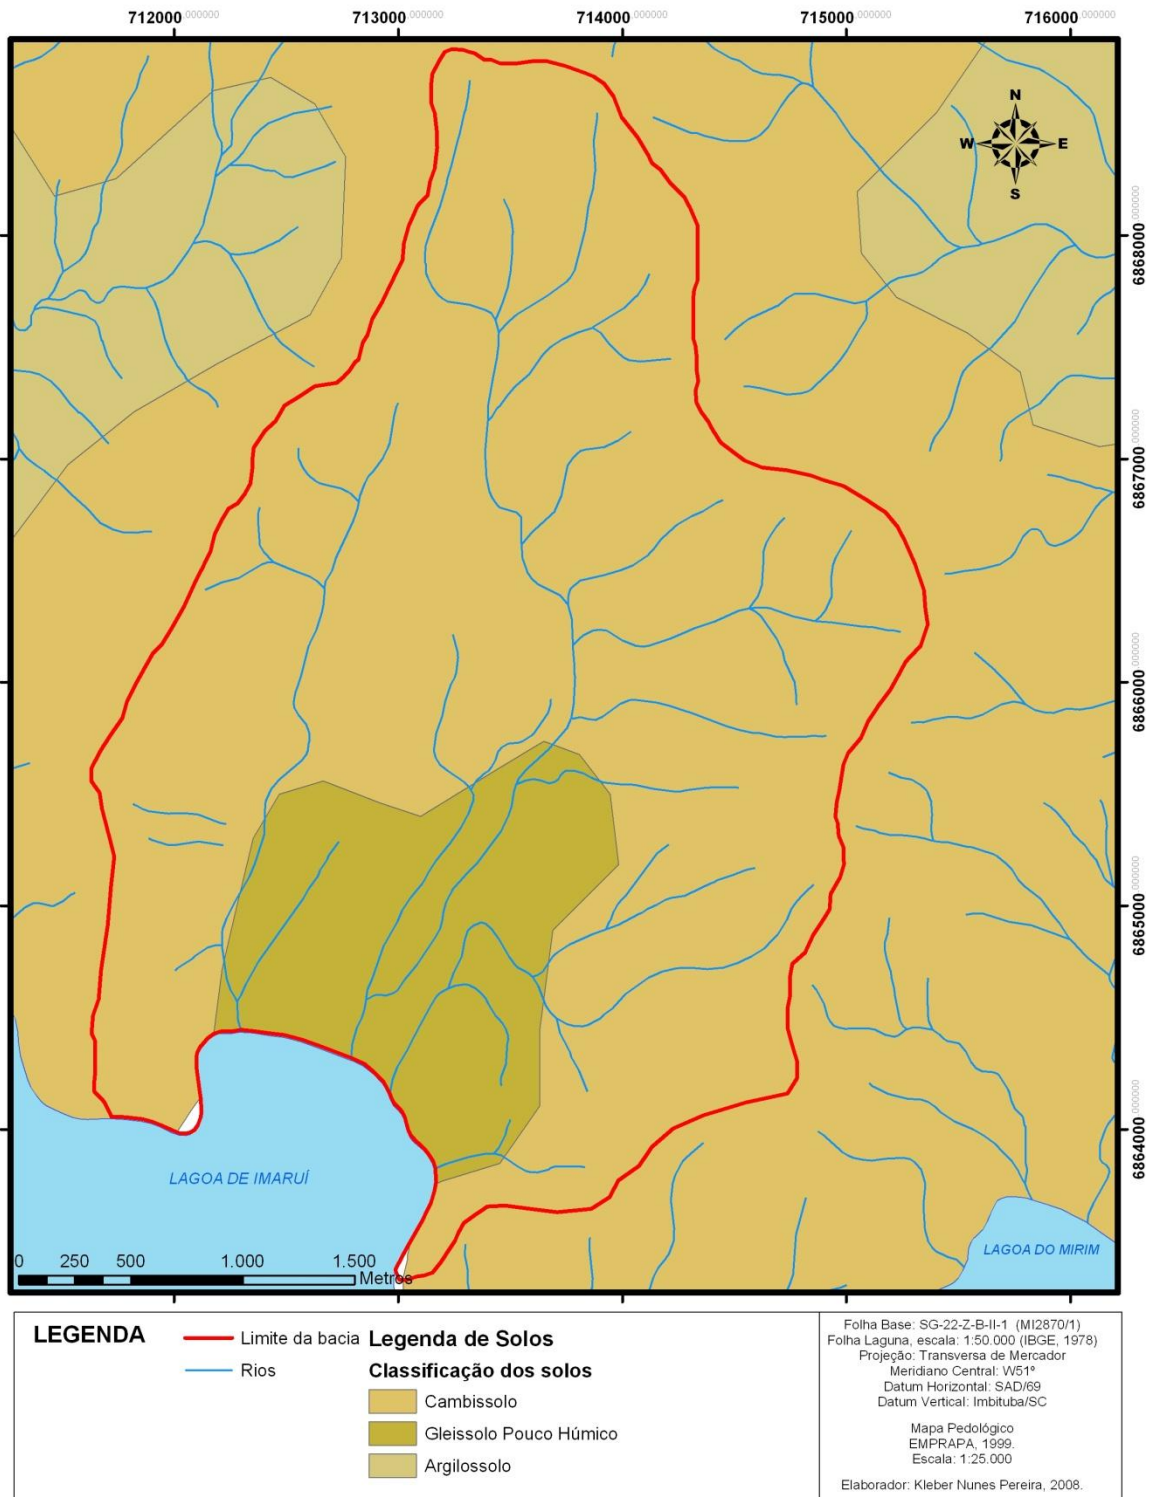 712000,000000 713000,000000 714000,000000 715000,000000 716000,000000
N
W E
S
6868000,000000
6867000,000000
6866000,000000
6865000,000000
6864000,000000
LAGOA DE IMARUÍ
LAGOA DO MIRIM
0 250 500 1.000 1.500
Metros
LEGENDA
Limite da bacia
Rios
Legenda de Solos
Classificação dos solos
Cambissolo
Gleissolo Pouco Húmico
Argilossolo
Folha Base: SG-22-Z-B-II-1 (MI2870/1)
Folha Laguna, escala: 1:50.000 (IBGE, 1978)
Projeção: Transversa de Mercador
Meridiano Central: W51º
Datum Horizontal: SAD/69
Datum Vertical: Imbituba/SC
Mapa Pedológico
EMPRAPA, 1999.
Escala: 1:25.000
Elaborador: Kleber Nunes Pereira, 2008.